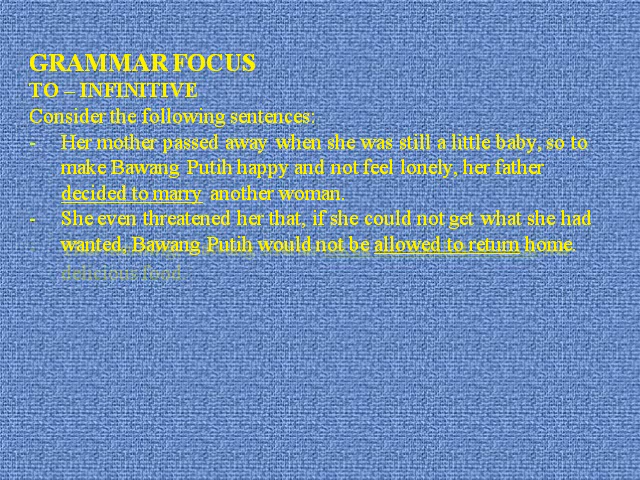 GRAMMAR FOCUS
TO – INFINITIVE
Consider the following sentences:
- Her mother passed away when she was still a little baby, so to
make Bawang Putih happy and not feel lonely, her father
decided to marry another woman.
- She even threatened her that, if she could not get what she had
wanted, Bawang Putih would not be allowed to return home.
delicious food.